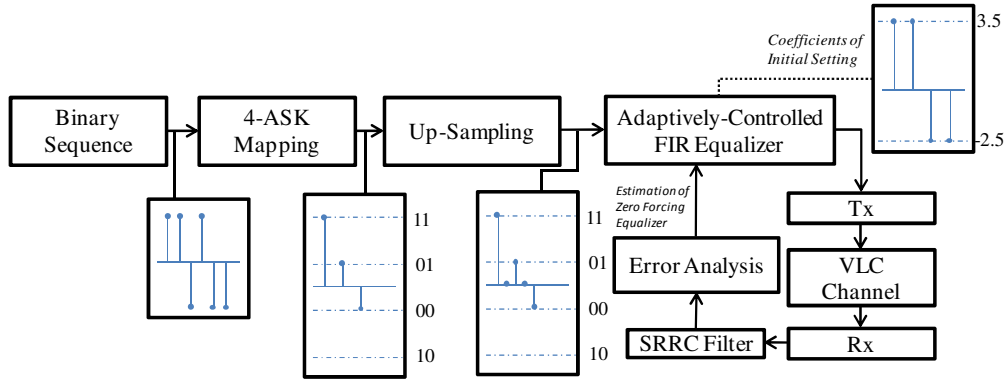 Binary
Sequence
4-ASK
Mapping
Up-Sampling
Adaptively-Controlled
FIR Equalizer
Coefficients of
Initial Setting
3.5
-2.5
11
01
00
10
11
01
00
10
Estimation of
Zero Forcing
Equalizer
Error Analysis
SRRC Filter
Tx
VLC
Channel
Rx